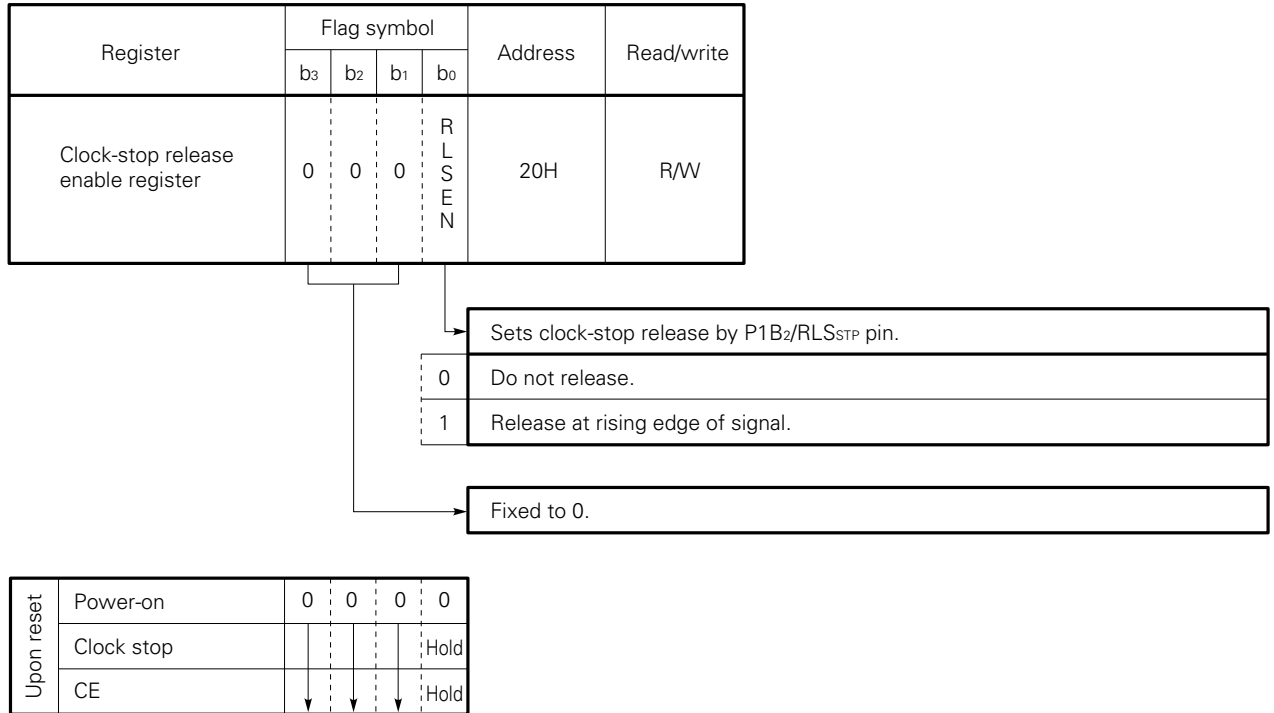 Register
Flag symbol
Address
Read/write
b3 b2 b1 b0
Clock-stop release
enable register
0 0 0
R
L
S
E
N
20H
R/W
Sets clock-stop release by P1B2/RLSSTP pin.
0 Do not release.
1 Release at rising edge of signal.
Fixed to 0.
Upon reset
Power-on 0 0 0 0
Clock stop Hold
CE Hold